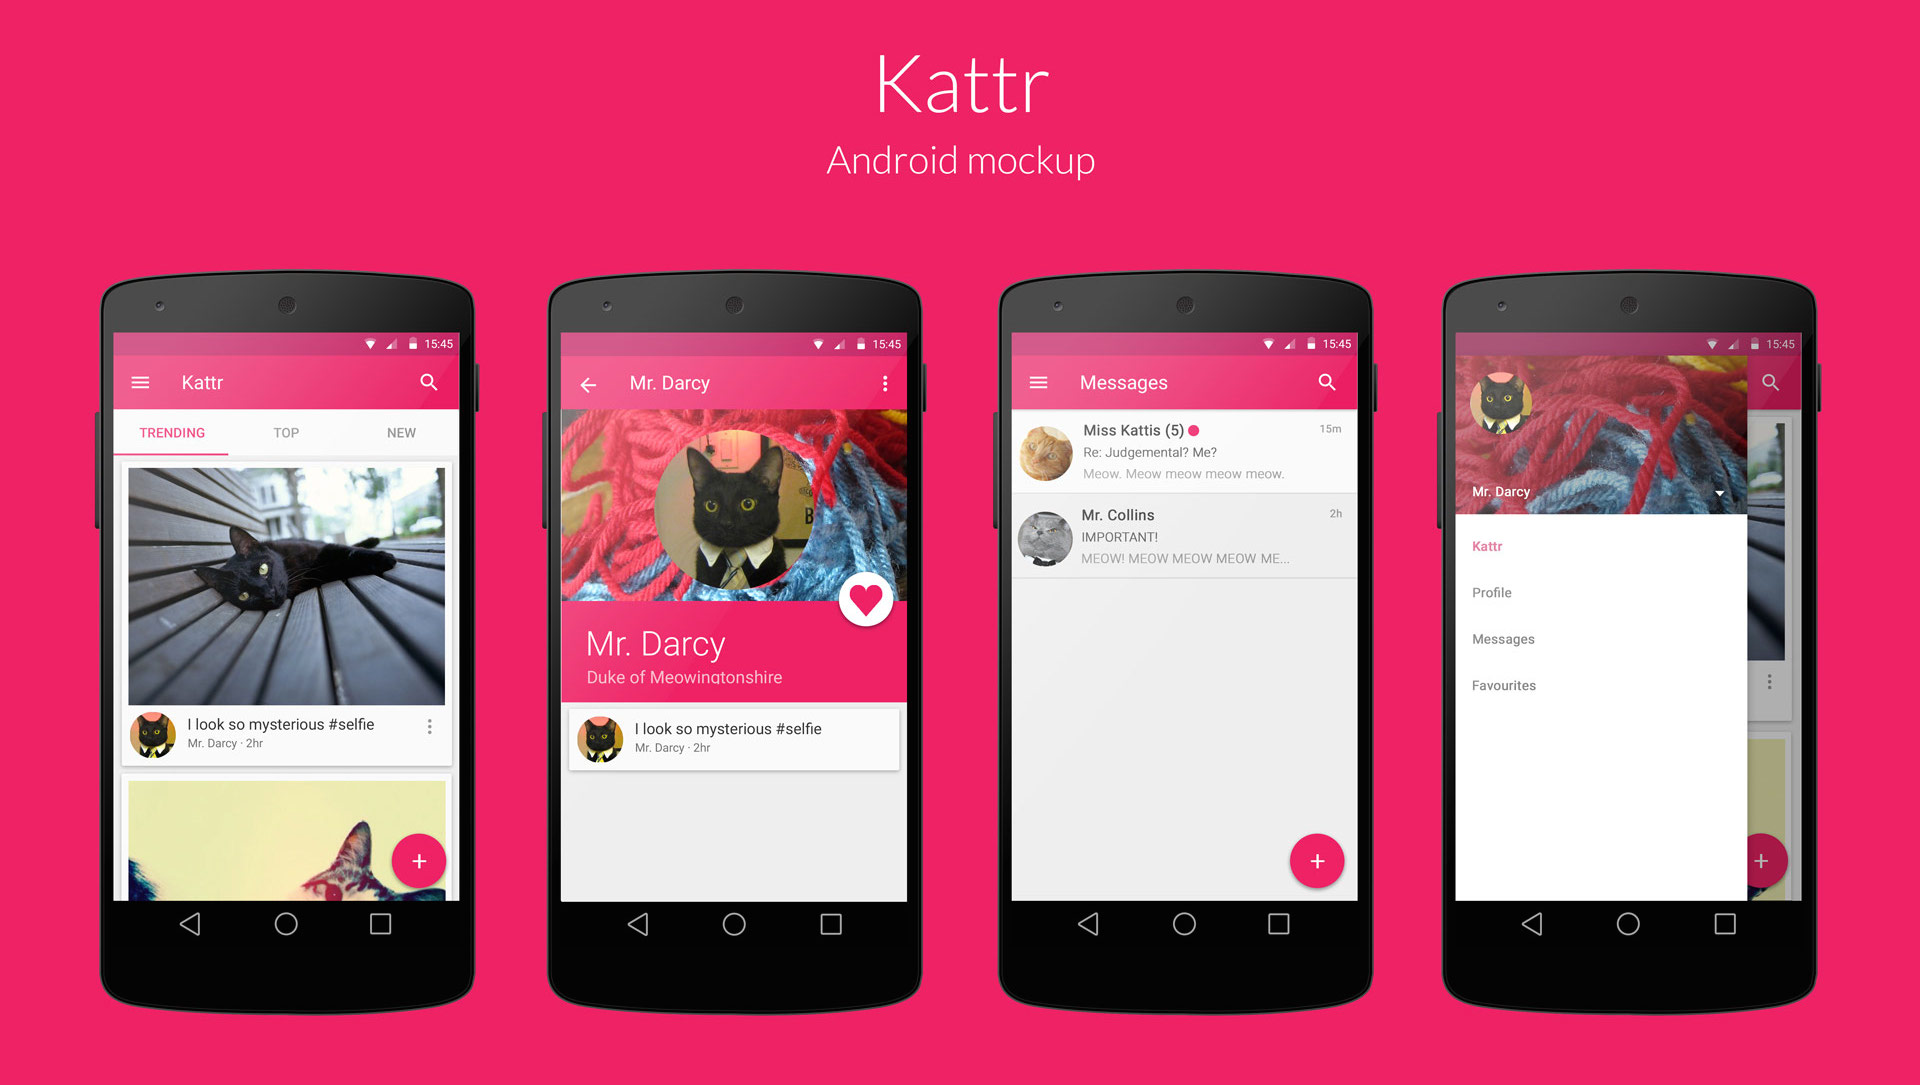 Kattr
Android mockup
15:45
Kattr
TRENDING TOP NEW
I look so mysterious #selfie
Mr. Darcy · 2hr
+
15:45
Mr. Darcy
B
Mr. Darcy
Duke of Meowingtonshire
I look so mysterious #selfie
Mr. Darcy · 2hr
15:45
Messages
Miss Kattis (5) 15m
Re: Judgemental? Me?
Meow. Meow meow meow meow.
Mr. Collins 2h
IMPORTANT!
MEOW! MEOW MEOW MEOW ME...
+
15:45
Mr. Darcy
Kattr
Profile
Messages
Favourites
+